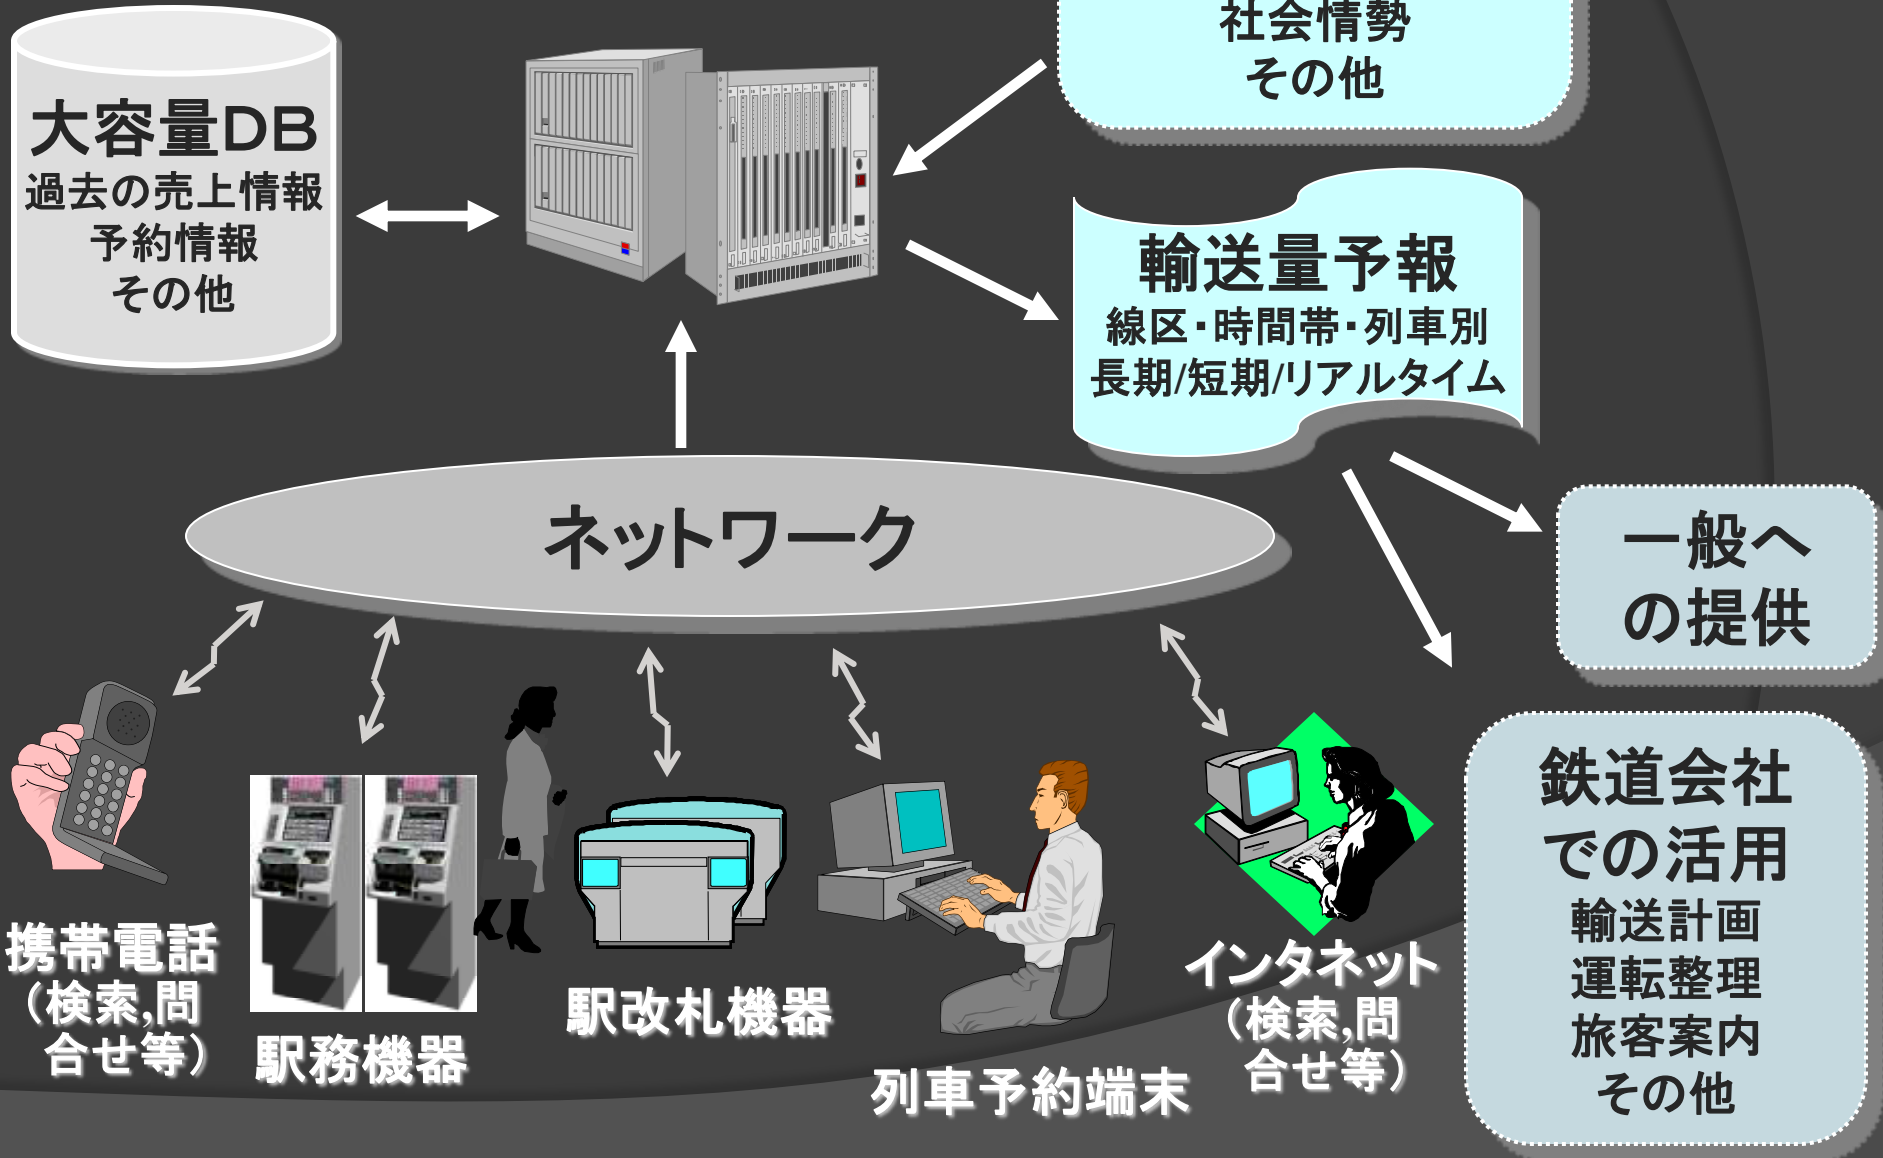 社会情勢
その他
大容量DB
過去の売上情報
予約情報
その他
輸送量予報
線区・時間帯・列車別
長期/短期/リアルタイム
ネットワーク
一般へ
の提供
鉄道会社
での活用
輸送計画
運転整理
旅客案内
その他
携帯電話
（検索,問
合せ等）
駅務機器
駅改札機器
列車予約端末
インタネット
（検索,問
合せ等）